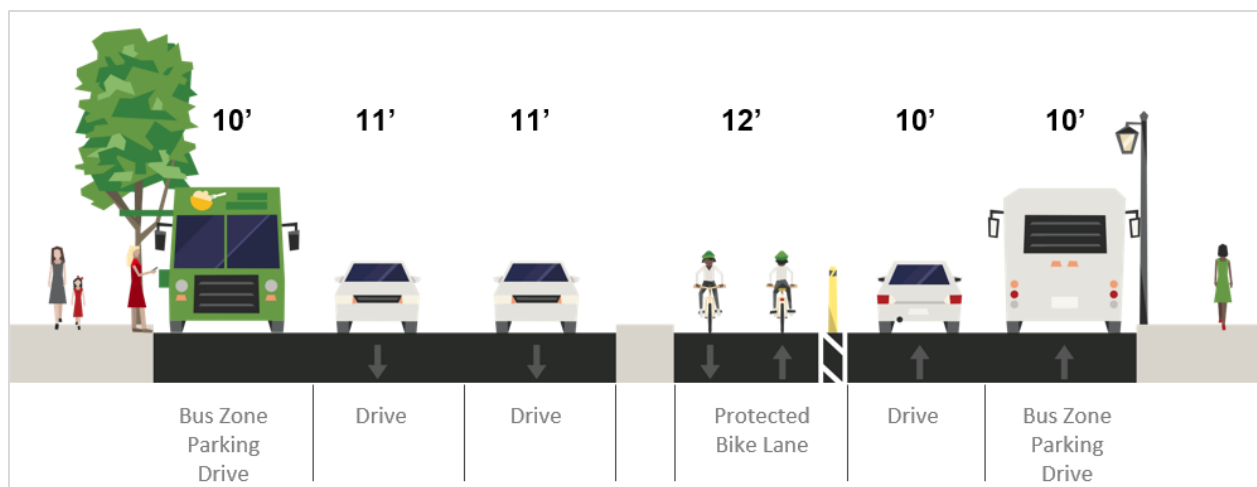 10’ 11’ 11’ 12’ 10’ 10’
Bus Zone Drive Drive Protected Drive Bus Zone
Parking Bike Lane Parking
Drive Drive